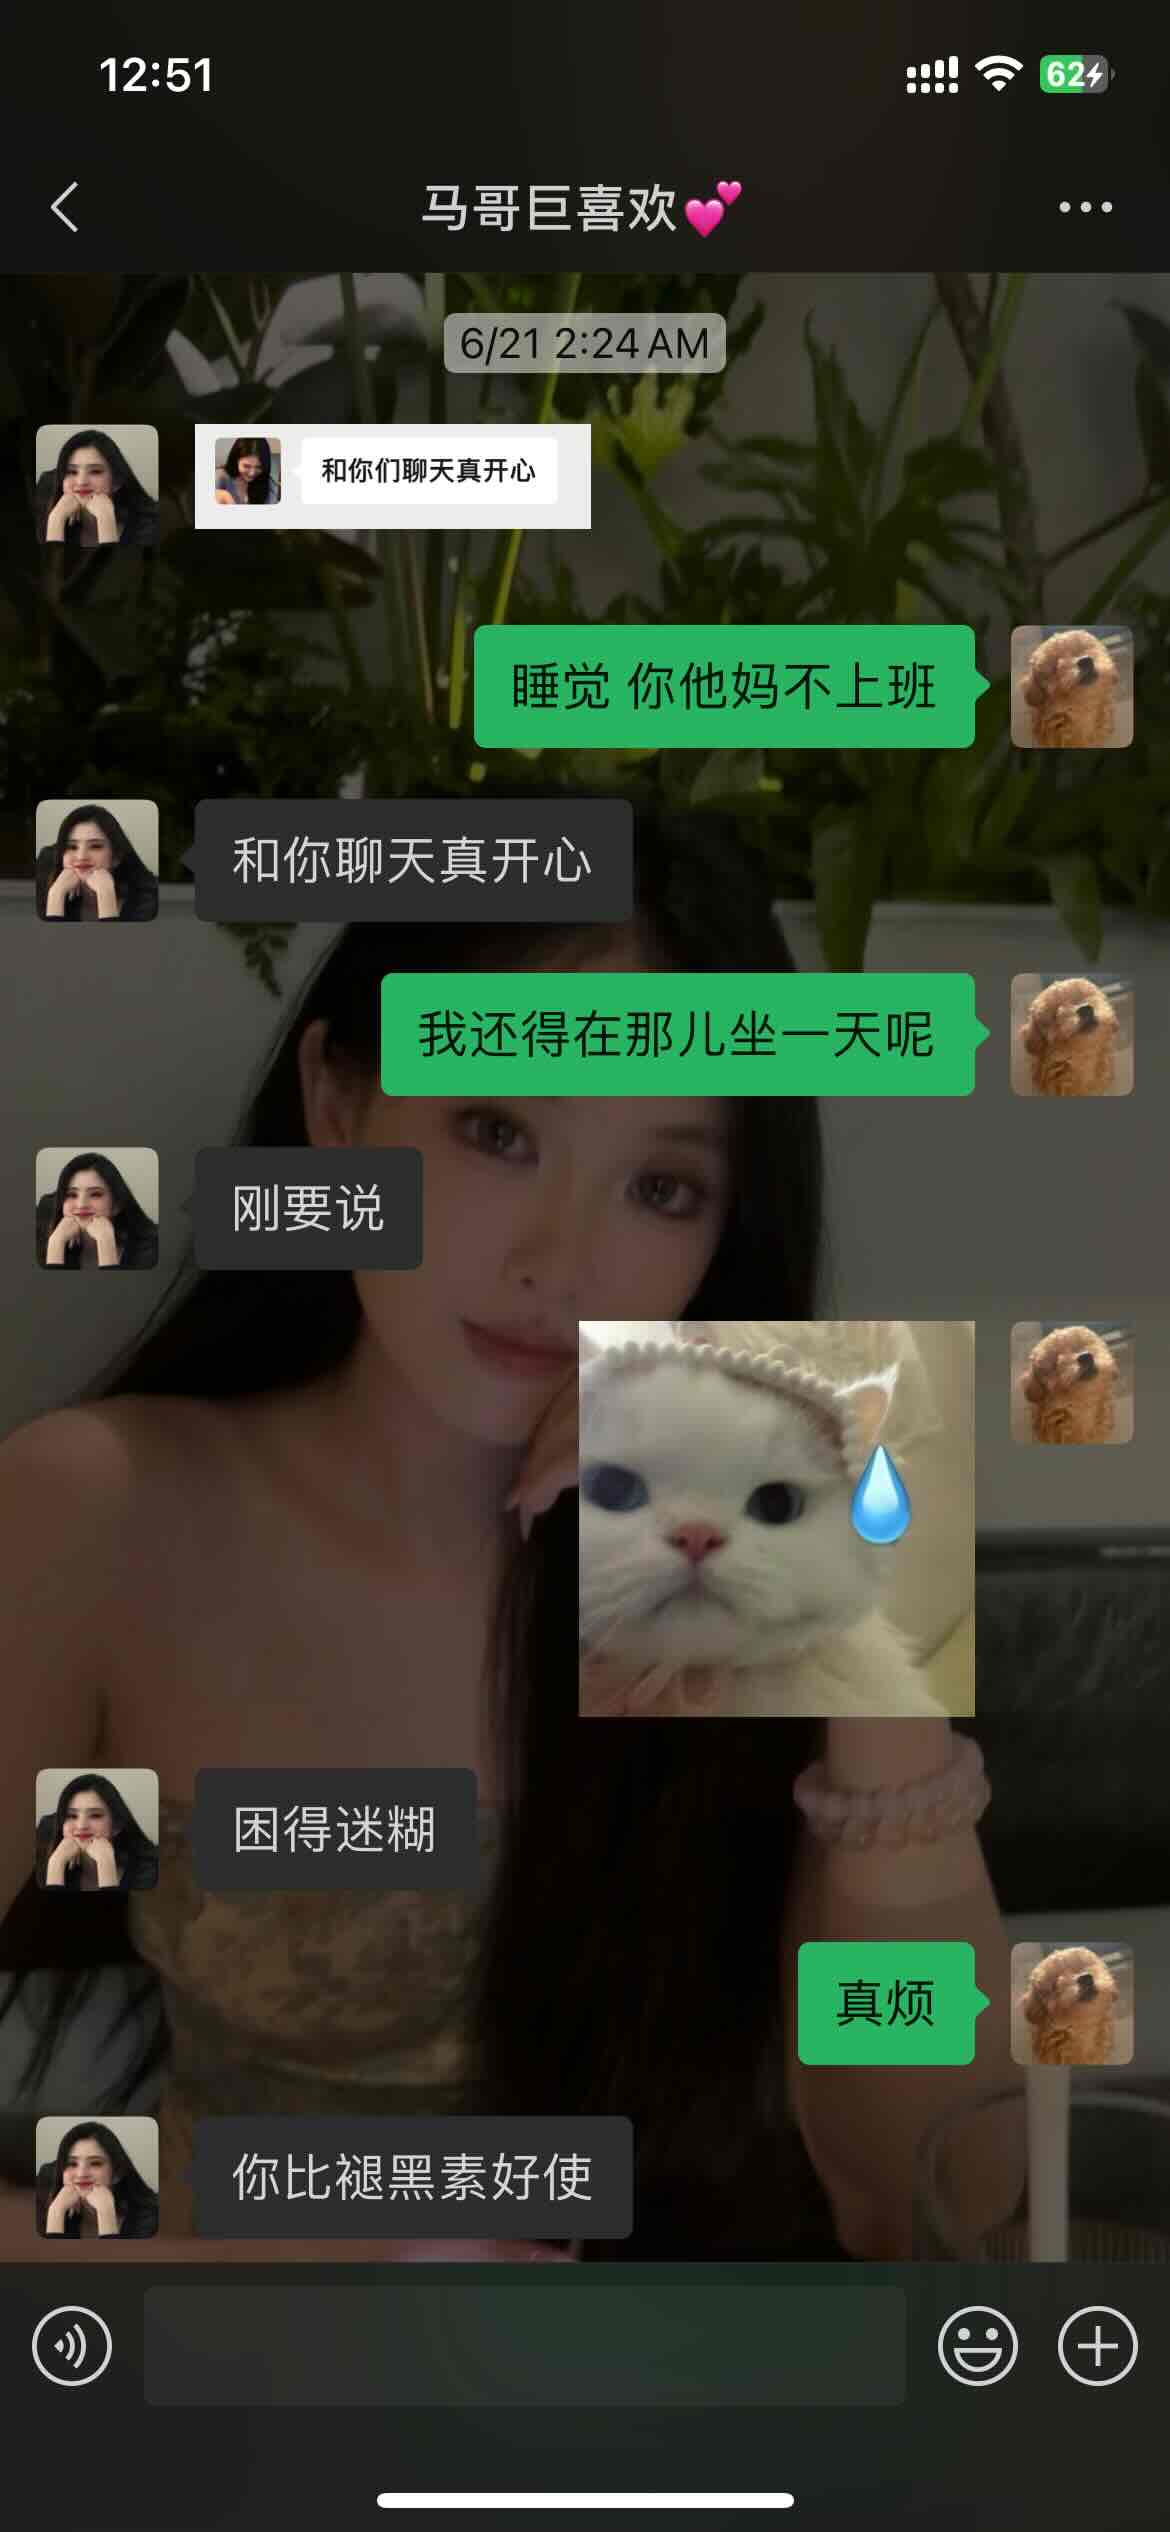 12:51
62
马哥巨喜欢💕
6/21 2:24 AM
和你们聊天真开心
睡觉 你他妈不上班
和你聊天真开心
我还得在那儿坐一天呢
刚要说
困得迷糊
真烦
你比褪黑素好使